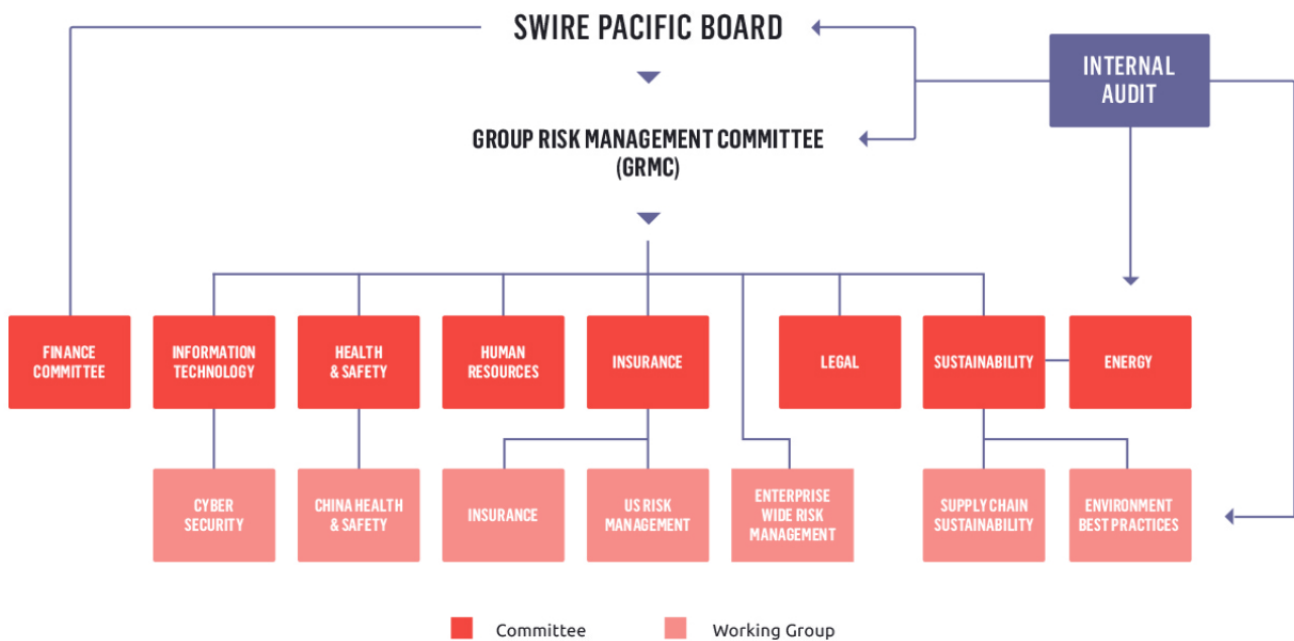 SWIRE PACIFIC BOARD
INTERNAL
AUDIT
GROUP RISK MANAGEMENT COMMITTEE
(GRMC)
FINANCE
COMMITTEE
INFORMATION
TECHNOLOGY
HEALTH
& SAFETY
HUMAN
RESOURCES
INSURANCE
LEGAL
SUSTAINABILITY
ENERGY
CYBER
SECURITY
CHINA HEALTH
& SAFETY
INSURANCE
US RISK
MANAGEMENT
ENTERPRISE
WIDE RISK
MANAGEMENT
SUPPLY CHAIN
SUSTAINABILITY
ENVIRONMENT
BEST PRACTICES
Committee
Working Group